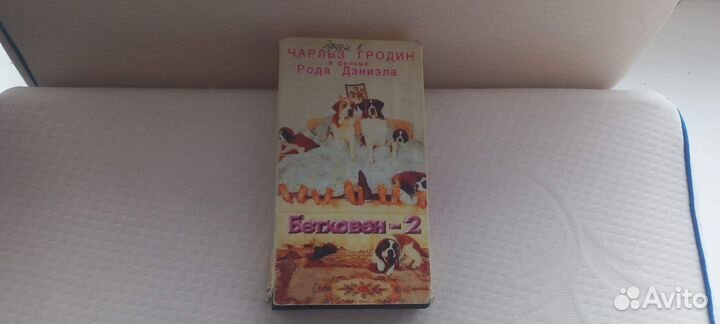 ЧАРЛЬЗ ГРОДИН
в фильме
Рода Дэниэла
Бетховен-2
Avito